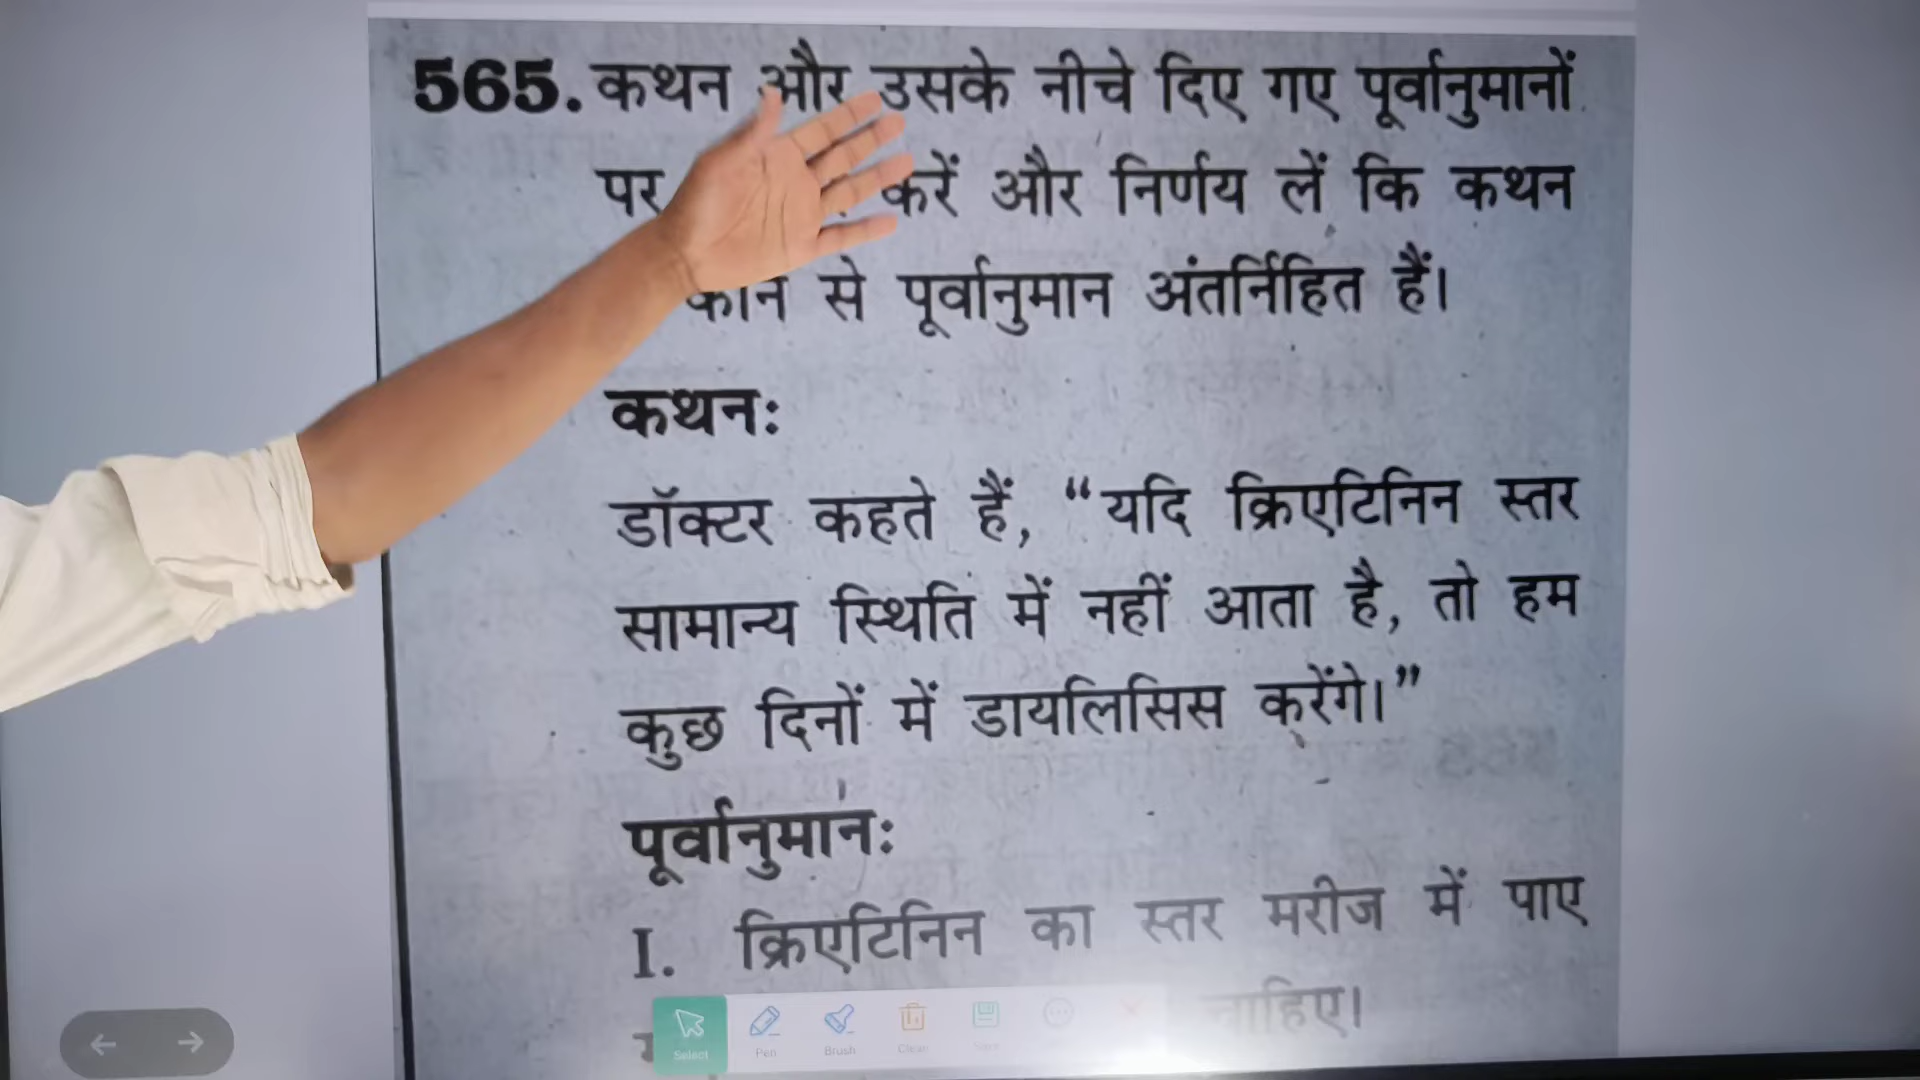 565. कथन और उसके नीचे दिए गए पूर्वानुमानों
पर करें और निर्णय लें कि कथन
कौन से पूर्वानुमान अंतर्निहित हैं।
कथनः
डॉक्टर कहते हैं, “यदि क्रिएटिनिन स्तर
सामान्य स्थिति में नहीं आता है, तो हम
कुछ दिनों में डायलिसिस करेंगे।”
पूर्वानुमानः
I. क्रिएटिनिन का स्तर मरीज में पाए
चाहिए।
Select Pen Brush Clean Save